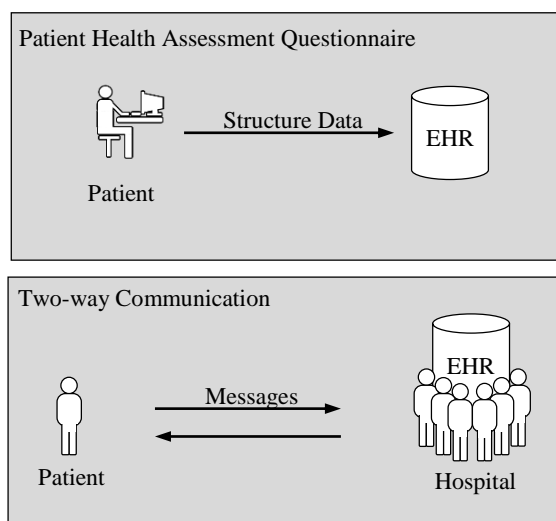 Patient Health Assessment Questionnaire
Structure Data
EHR
Patient
Two-way Communication
EHR
Messages
Patient
Hospital